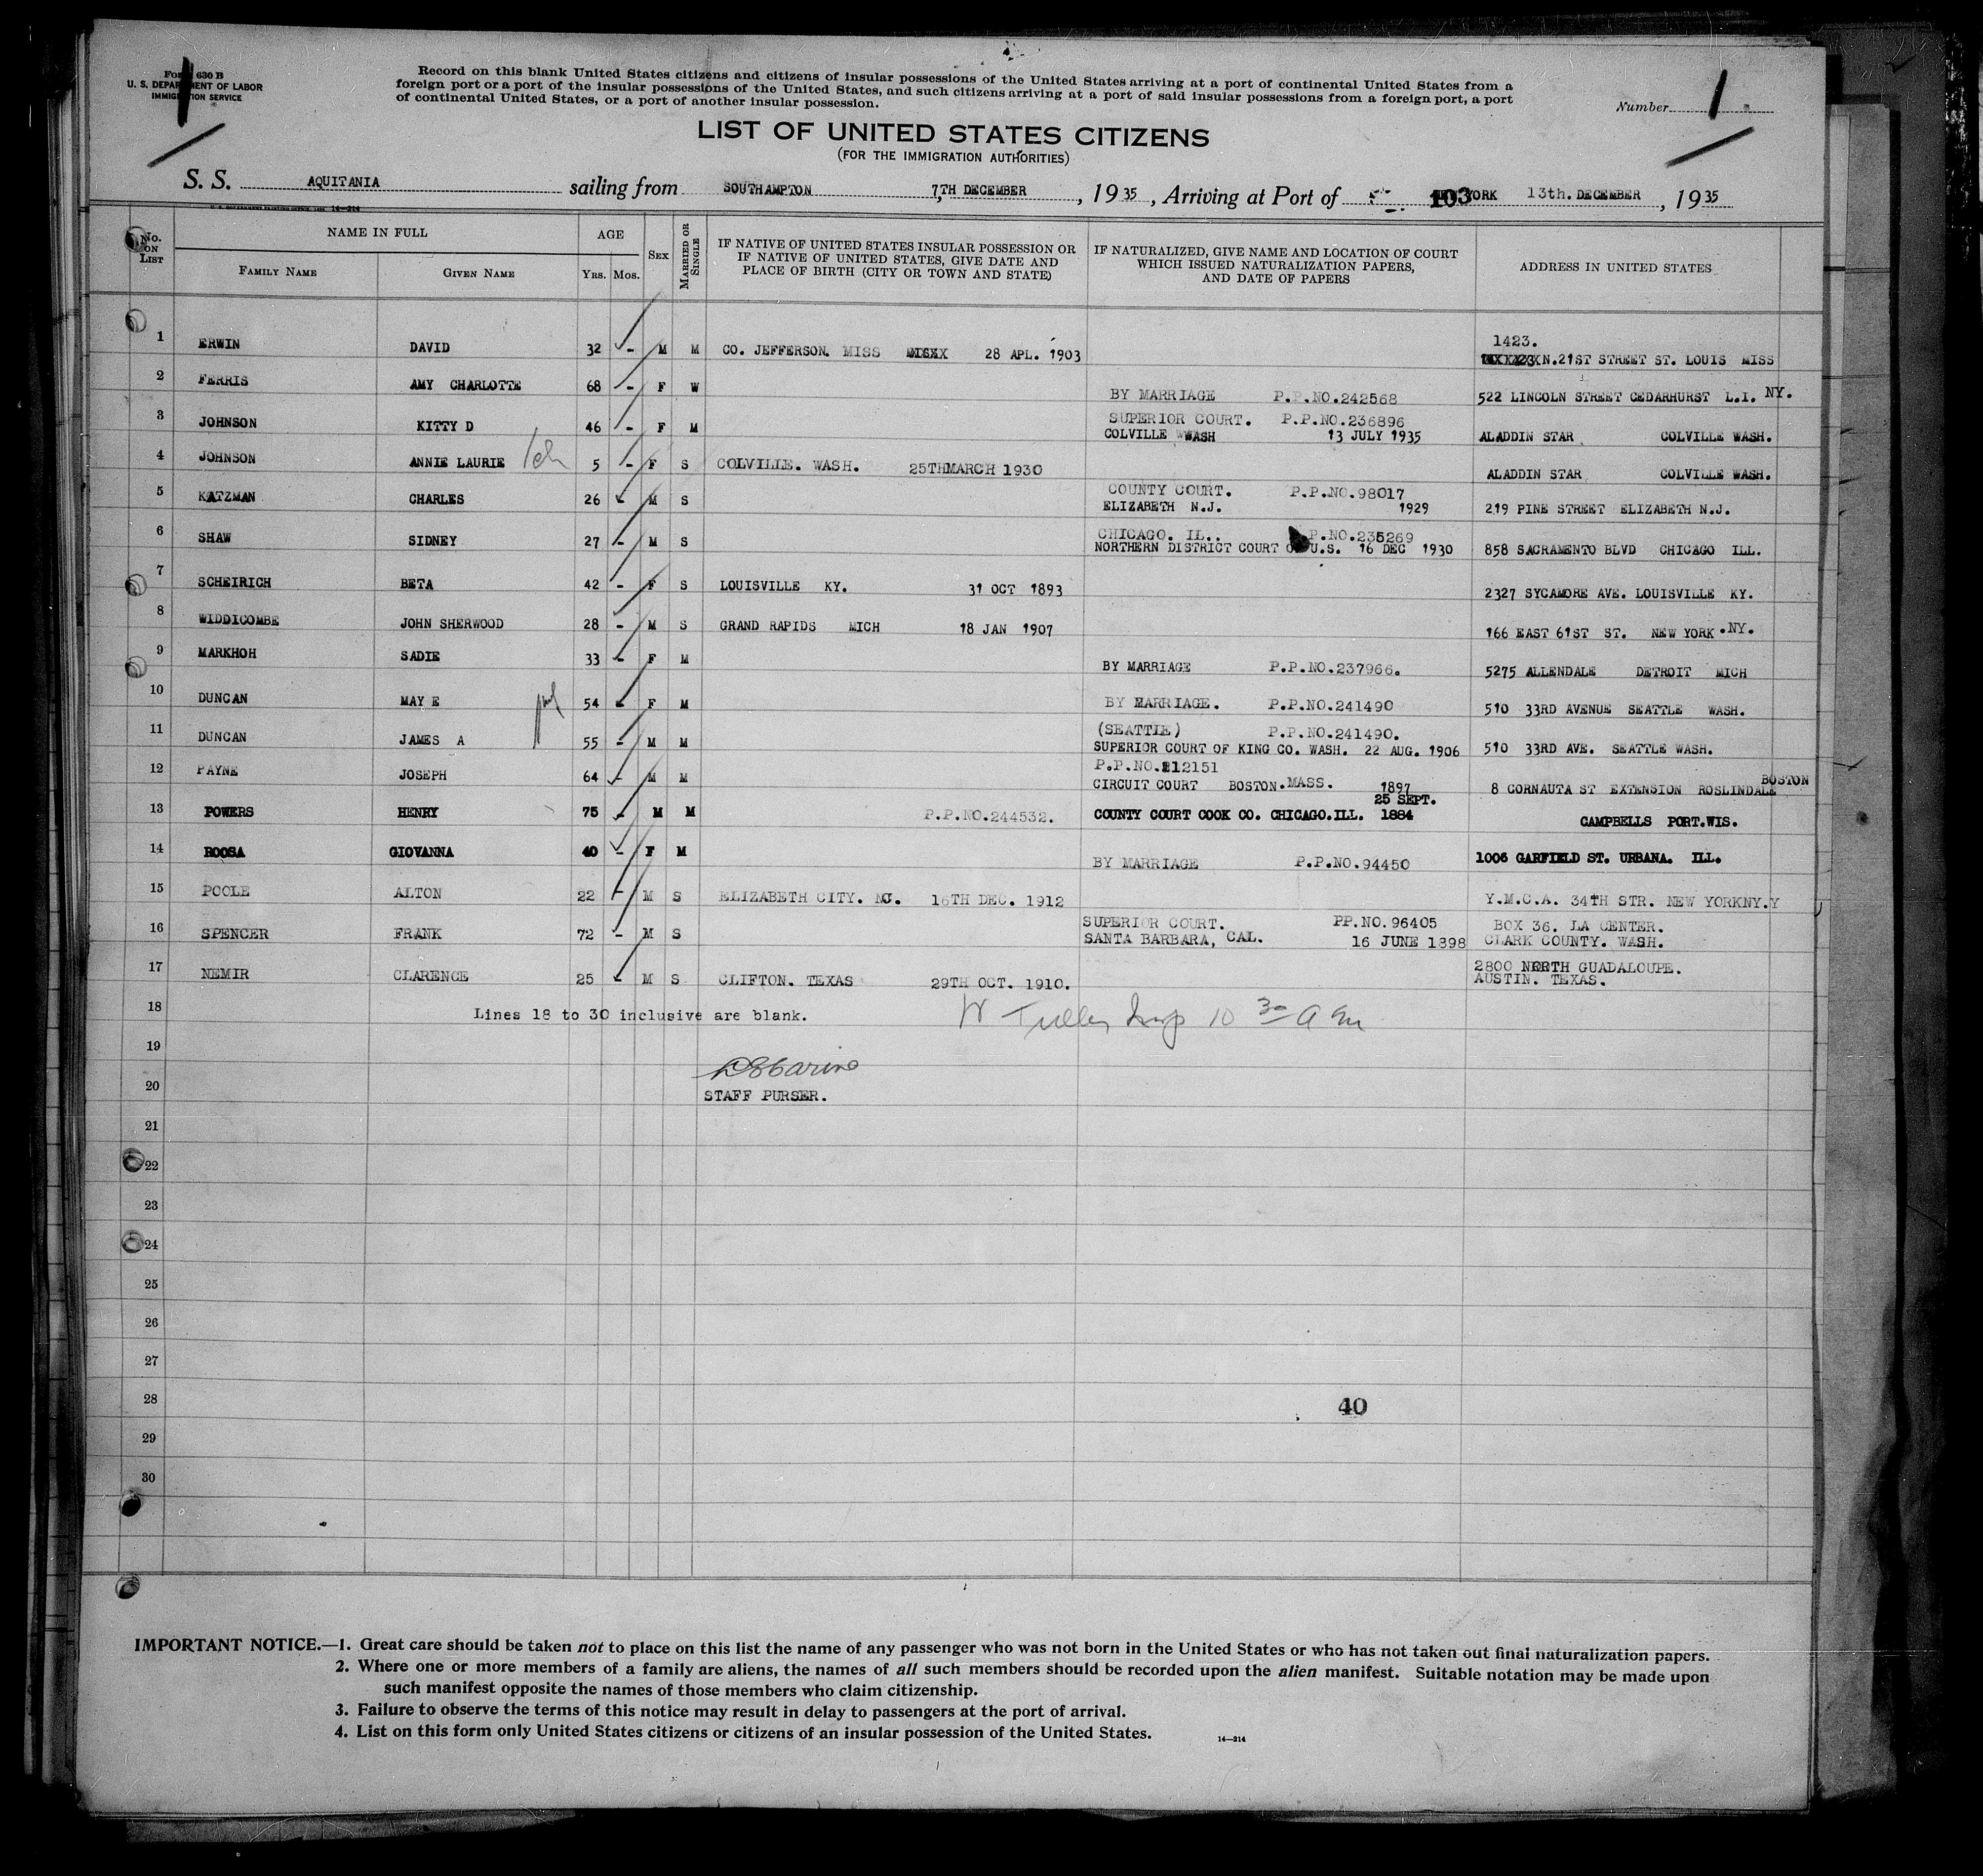 Form 630 B
U. S. DEPARTMENT OF LABOR
IMMIGRATION SERVICE
1
Record on this blank United States citizens and citizens of insular possessions of the United States arriving at a port of continental United States from a
foreign port or a port of the insular possessions of the United States, and such citizens arriving at a port of said insular possessions from a foreign port, a port
of continental United States, or a port of another insular possession.
Number 1
LIST OF UNITED STATES CITIZENS
(FOR THE IMMIGRATION AUTHORITIES)
S. S. AQUITANIA sailing from SOUTHAMPTON 7TH DECEMBER, 1935, Arriving at Port of YORK 103 13th. DECEMBER, 1935
14—214
No. ON LIST
NAME IN FULL
FAMILY NAME
GIVEN NAME
AGE
YRS. MOS.
SEX
MARRIED OR SINGLE
IF NATIVE OF UNITED STATES INSULAR POSSESSION OR
IF NATIVE OF UNITED STATES, GIVE DATE AND
PLACE OF BIRTH (CITY OR TOWN AND STATE)
IF NATURALIZED, GIVE NAME AND LOCATION OF COURT
WHICH ISSUED NATURALIZATION PAPERS,
AND DATE OF PAPERS
ADDRESS IN UNITED STATES
1 ERWIN DAVID 32 - M M CO. JEFFERSON. MISS 28 APL. 1903 1423.
N.21ST STREET ST. LOUIS MISS
2 FERRIS AMY CHARLOTTE 68 - F W BY MARRIAGE P.P.NO.242568 522 LINCOLN STREET CEDARHURST L.I. NY.
3 JOHNSON KITTY D 46 - F M SUPERIOR COURT. P.P.NO.236896
COLVILLE WASH 13 JULY 1935 ALADDIN STAR COLVILLE WASH.
4 JOHNSON ANNIE LAURIE 5 - F S COLVILLE. WASH. 25THMARCH 1930 ALADDIN STAR COLVILLE WASH.
5 KATZMAN CHARLES 26 - M S COUNTY COURT. P.P.NO.98017
ELIZABETH N.J. 1929 219 PINE STREET ELIZABETH N.J.
6 SHAW SIDNEY 27 - M S CHICAGO. IL.. P.NO.235269
NORTHERN DISTRICT COURT OF U.S. 16 DEC 1930 858 SACRAMENTO BLVD CHICAGO ILL.
7 SCHEIRICH BETA 42 - F S LOUISVILLE KY. 31 OCT 1893 2327 SYCAMORE AVE. LOUISVILLE KY.
8 WIDDICOMBE JOHN SHERWOOD 28 - M S GRAND RAPIDS MICH 18 JAN 1907 166 EAST 61ST ST. NEW YORK.NY.
9 MARKHOH SADIE 33 - F M BY MARRIAGE P.P.NO.237966. 5275 ALLENDALE DETROIT MICH
10 DUNCAN MAY E 54 - F M BY MARRIAGE. P.P.NO.241490 510 33RD AVENUE SEATTLE WASH.
11 DUNCAN JAMES A 55 - M M (SEATTLE) P.P.NO.241490.
SUPERIOR COURT OF KING CO. WASH. 22 AUG. 1906 510 33RD AVE. SEATTLE WASH.
12 PAYNE JOSEPH 64 - M M P.P.NO.212151
CIRCUIT COURT BOSTON.MASS. 1897 8 CORNAUTA ST EXTENSION ROSLINDALE BOSTON
13 POWERS HENRY 75 - M M P.P.NO.244532. 25 SEPT.
COUNTY COURT COOK CO. CHICAGO.ILL. 1884 CAMPBELLS PORT.WIS.
14 ROOSA GIOVANNA 40 - F M BY MARRIAGE P.P.NO.94450 1006 GARFIELD ST. URBANA. ILL.
15 POOLE ALTON 22 - M S ELIZABETH CITY. NC. 16TH DEC. 1912 Y.M.C.A. 34TH STR. NEW YORKNY.Y
16 SPENCER FRANK 72 - M S SUPERIOR COURT. PP.NO.96405 BOX 36. LA CENTER.
SANTA BARBARA, CAL. 16 JUNE 1898 CLARK COUNTY. WASH.
17 NEMIR CLARENCE 25 - M S CLIFTON. TEXAS 29TH OCT. 1910. 2800 NORTH GUADALOUPE.
AUSTIN. TEXAS.
18 Lines 18 to 30 inclusive are blank. 10 30 A m
19
20 STAFF PURSER.
21
22
23
24
25
26
27
28 40
29
30
IMPORTANT NOTICE.—1. Great care should be taken not to place on this list the name of any passenger who was not born in the United States or who has not taken out final naturalization papers.
2. Where one or more members of a family are aliens, the names of all such members should be recorded upon the alien manifest. Suitable notation may be made upon
such manifest opposite the names of those members who claim citizenship.
3. Failure to observe the terms of this notice may result in delay to passengers at the port of arrival.
4. List on this form only United States citizens or citizens of an insular possession of the United States.
14—214